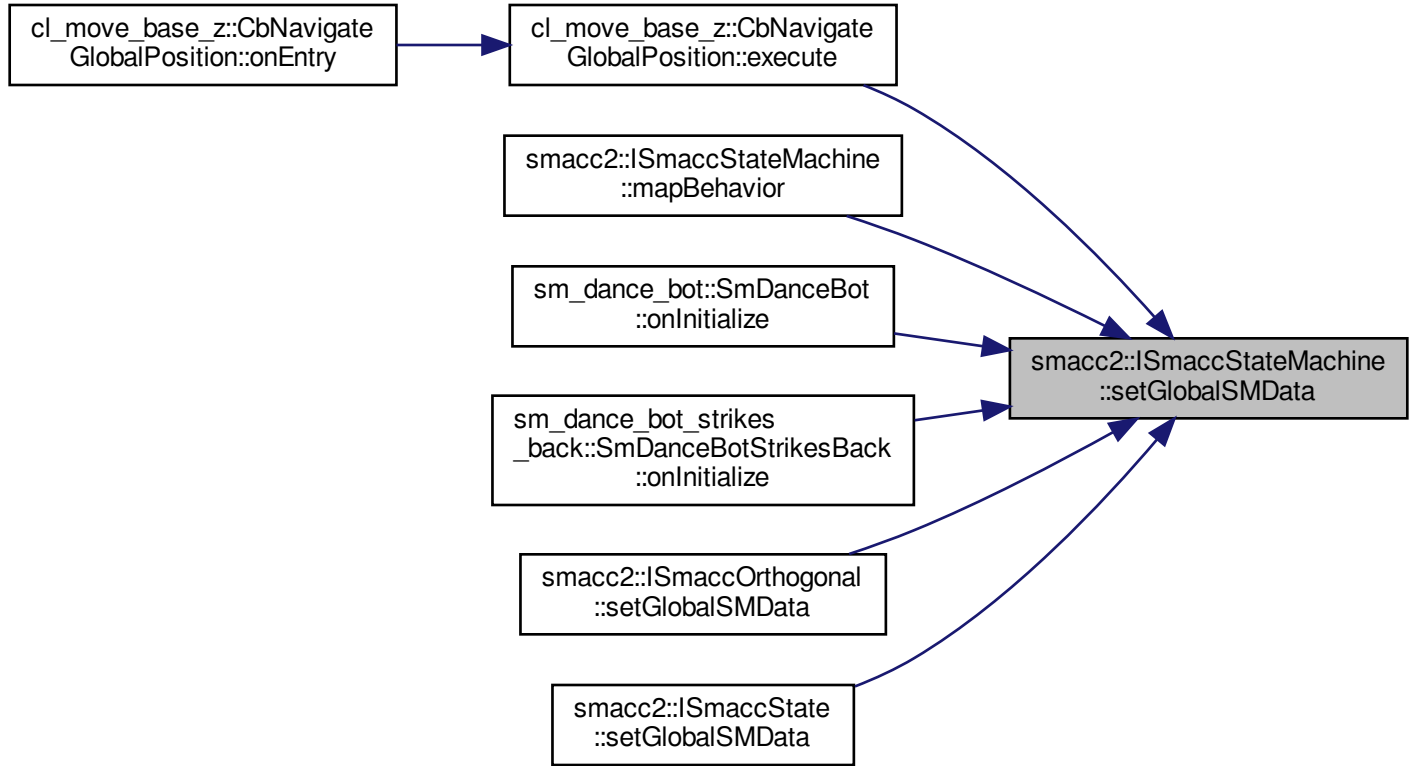 cl_move_base_z::CbNavigate
GlobalPosition::onEntry
cl_move_base_z::CbNavigate
GlobalPosition::execute
smacc2::ISmaccStateMachine
::mapBehavior
sm_dance_bot::SmDanceBot
::onInitialize
sm_dance_bot_strikes
_back::SmDanceBotStrikesBack
::onInitialize
smacc2::ISmaccOrthogonal
::setGlobalSMData
smacc2::ISmaccState
::setGlobalSMData
smacc2::ISmaccStateMachine
::setGlobalSMData